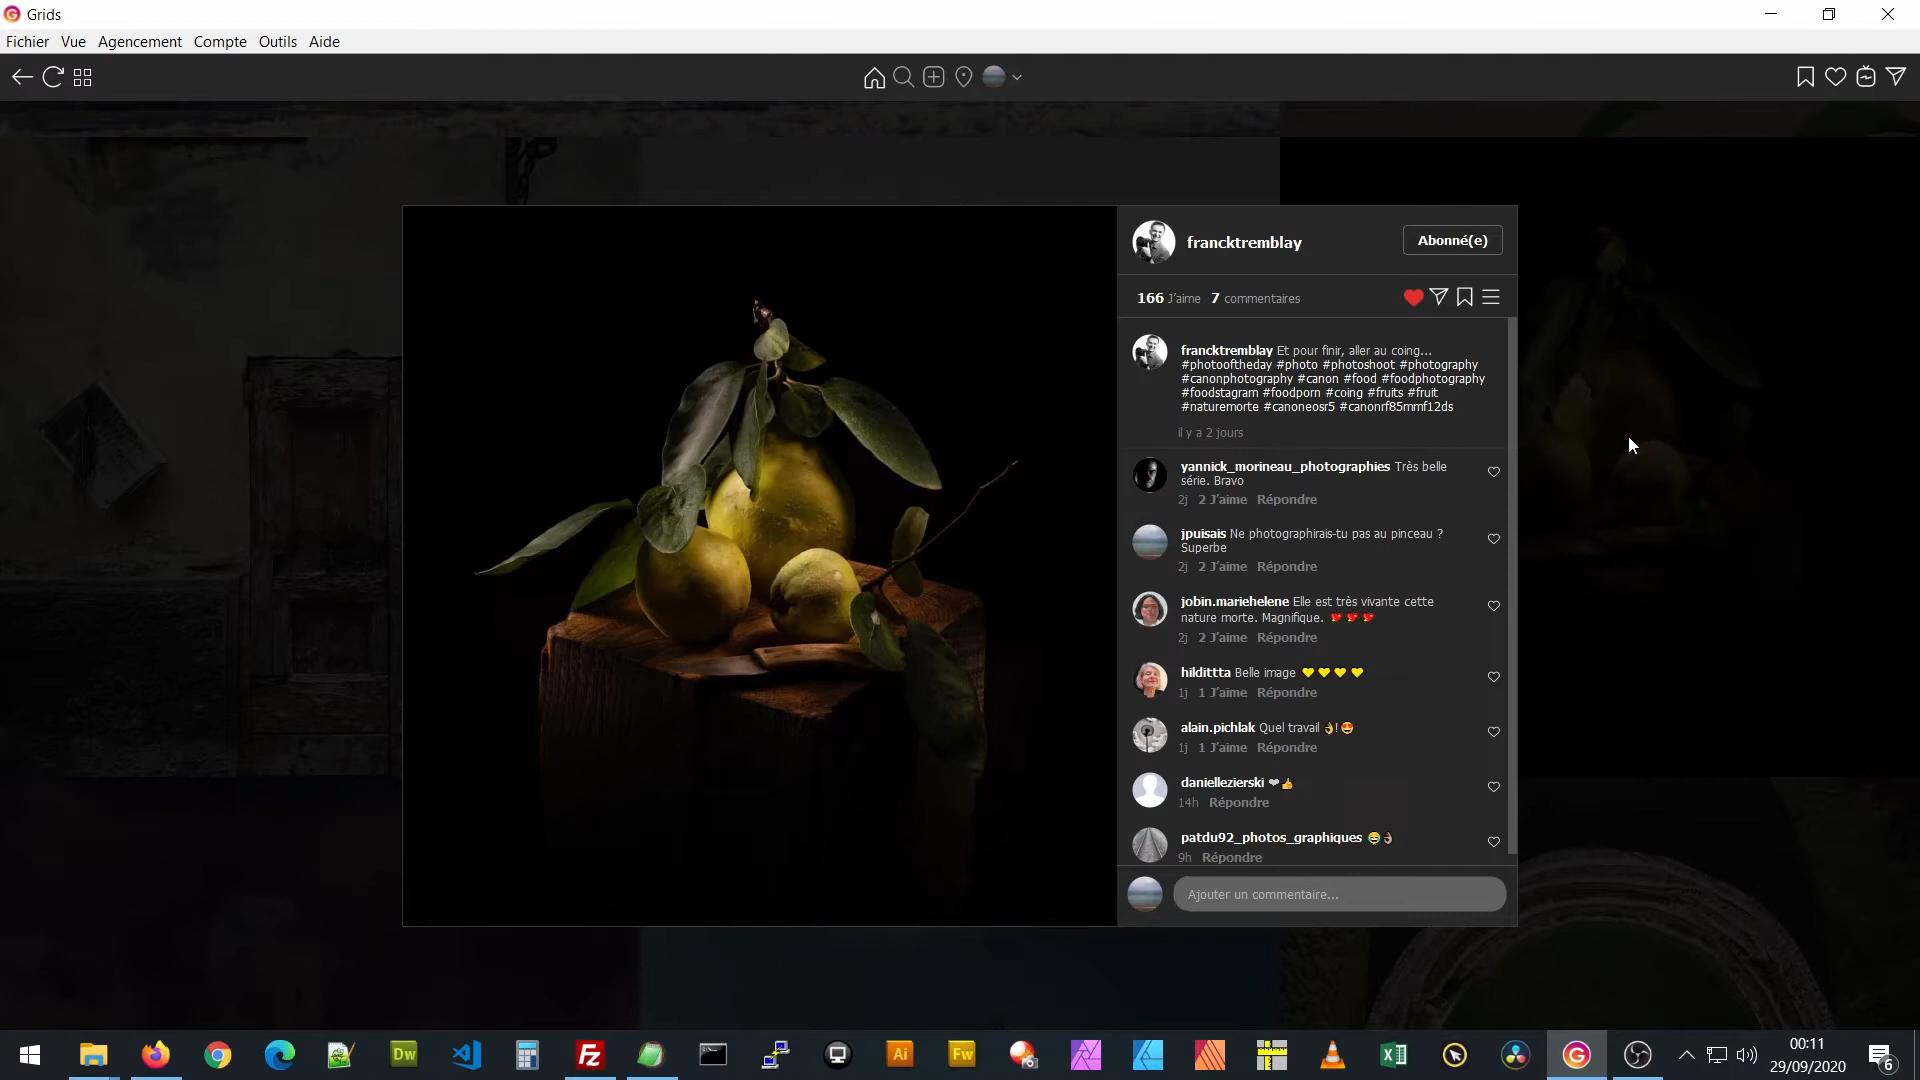 Grids
Fichier Vue Agencement Compte Outils Aide
francktremblay
Abonné(e)
166 J'aime 7 commentaires
francktremblay Et pour finir, aller au coing...
#photooftheday #photo #photoshoot #photography
#canonphotography #canon #food #foodphotography
#foodstagram #foodporn #coing #fruits #fruit
#naturemorte #canoneosr5 #canonrf85mmf12ds
il y a 2 jours
yannick_morineau_photographies Très belle
série. Bravo
2j 2 J'aime Répondre
jpuisais Ne photographirais-tu pas au pinceau ?
Superbe
2j 2 J'aime Répondre
jobin.mariehelene Elle est très vivante cette
nature morte. Magnifique. 💖 💖 💖
2j 2 J'aime Répondre
hildittta Belle image 💛 💛 💛 💛
1j 1 J'aime Répondre
alain.pichlak Quel travail 👌!😍
1j 1 J'aime Répondre
daniellezierski ❤👍
14h Répondre
patdu92_photos_graphiques 😂👌
9h Répondre
Ajouter un commentaire...
Dw
Fz
Ai
Fw
00:11
29/09/2020
6